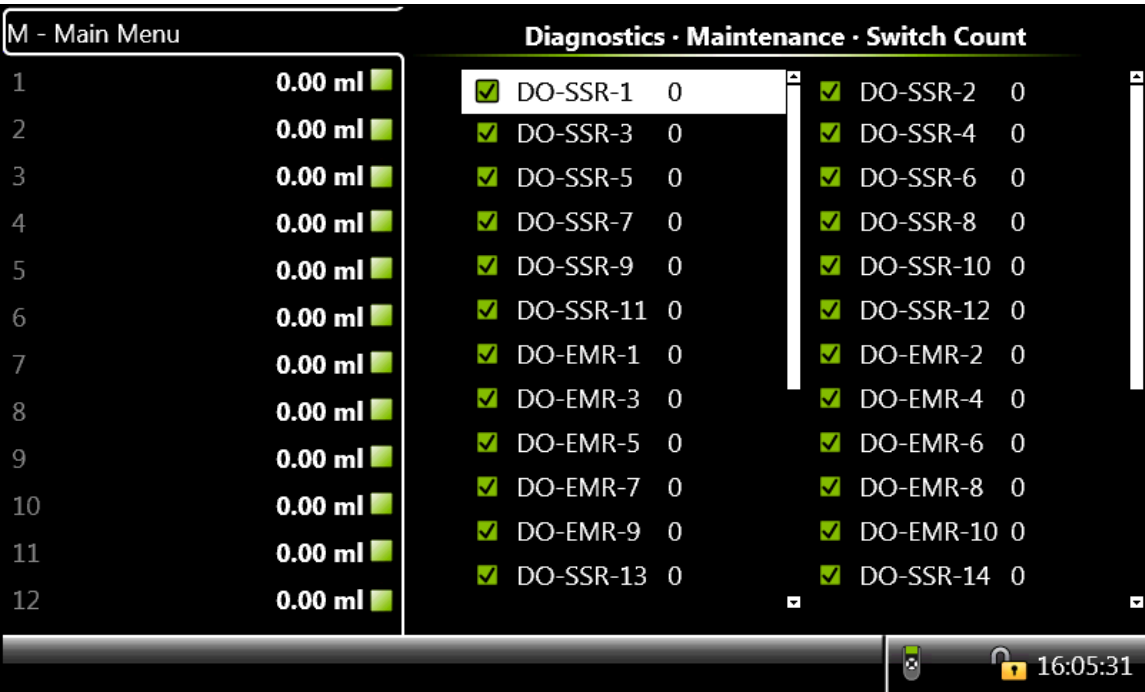 M - Main Menu
1 0.00 ml
2 0.00 ml
3 0.00 ml
4 0.00 ml
5 0.00 ml
6 0.00 ml
7 0.00 ml
8 0.00 ml
9 0.00 ml
10 0.00 ml
11 0.00 ml
12 0.00 ml
Diagnostics · Maintenance · Switch Count
DO-SSR-1 0 DO-SSR-2 0
DO-SSR-3 0 DO-SSR-4 0
DO-SSR-5 0 DO-SSR-6 0
DO-SSR-7 0 DO-SSR-8 0
DO-SSR-9 0 DO-SSR-10 0
DO-SSR-11 0 DO-SSR-12 0
DO-EMR-1 0 DO-EMR-2 0
DO-EMR-3 0 DO-EMR-4 0
DO-EMR-5 0 DO-EMR-6 0
DO-EMR-7 0 DO-EMR-8 0
DO-EMR-9 0 DO-EMR-10 0
DO-SSR-13 0 DO-SSR-14 0
16:05:31